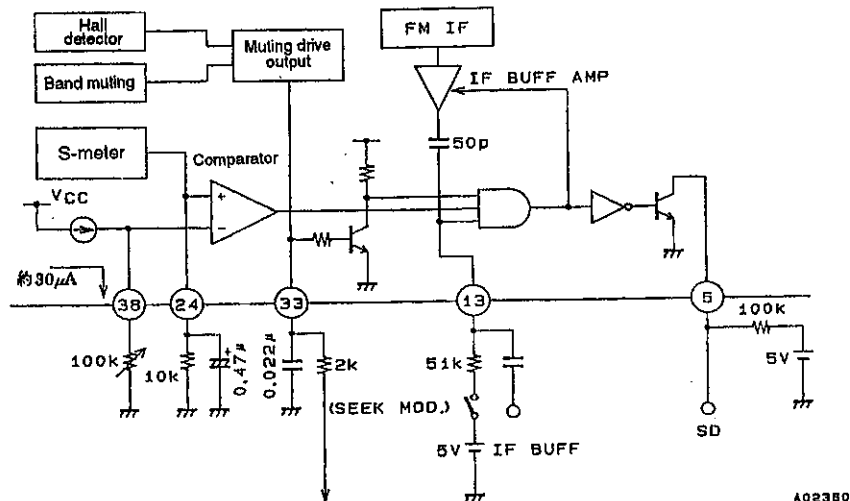 Hall
detector
Band muting
Muting drive
output
FM IF
IF BUFF AMP
50p
S-meter
Comparator
+
-
VCC
約30μA
38
24
33
13
5
100k
10k
+
0.47μ
0.022μ
2k
(SEEK MOD.)
51k
5V
IF BUFF
100k
5V
SD
A02380